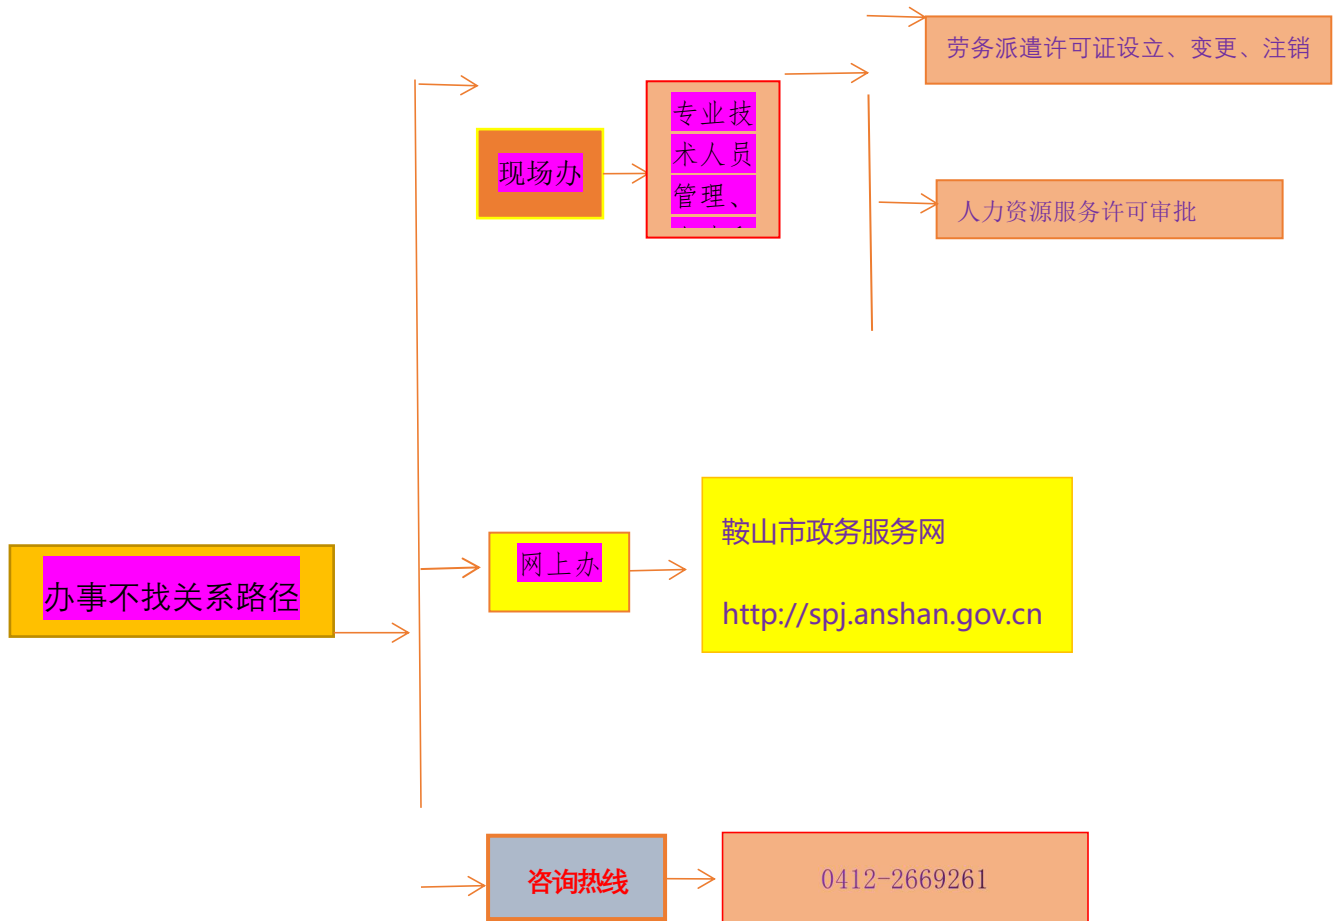 劳务派遣许可证设立、变更、注销
专业技
术人员
管理、
现场办
人力资源服务许可审批
鞍山市政务服务网
网上办
办事不找关系路径
http://spj.anshan.gov.cn
咨询热线
0412-2669261